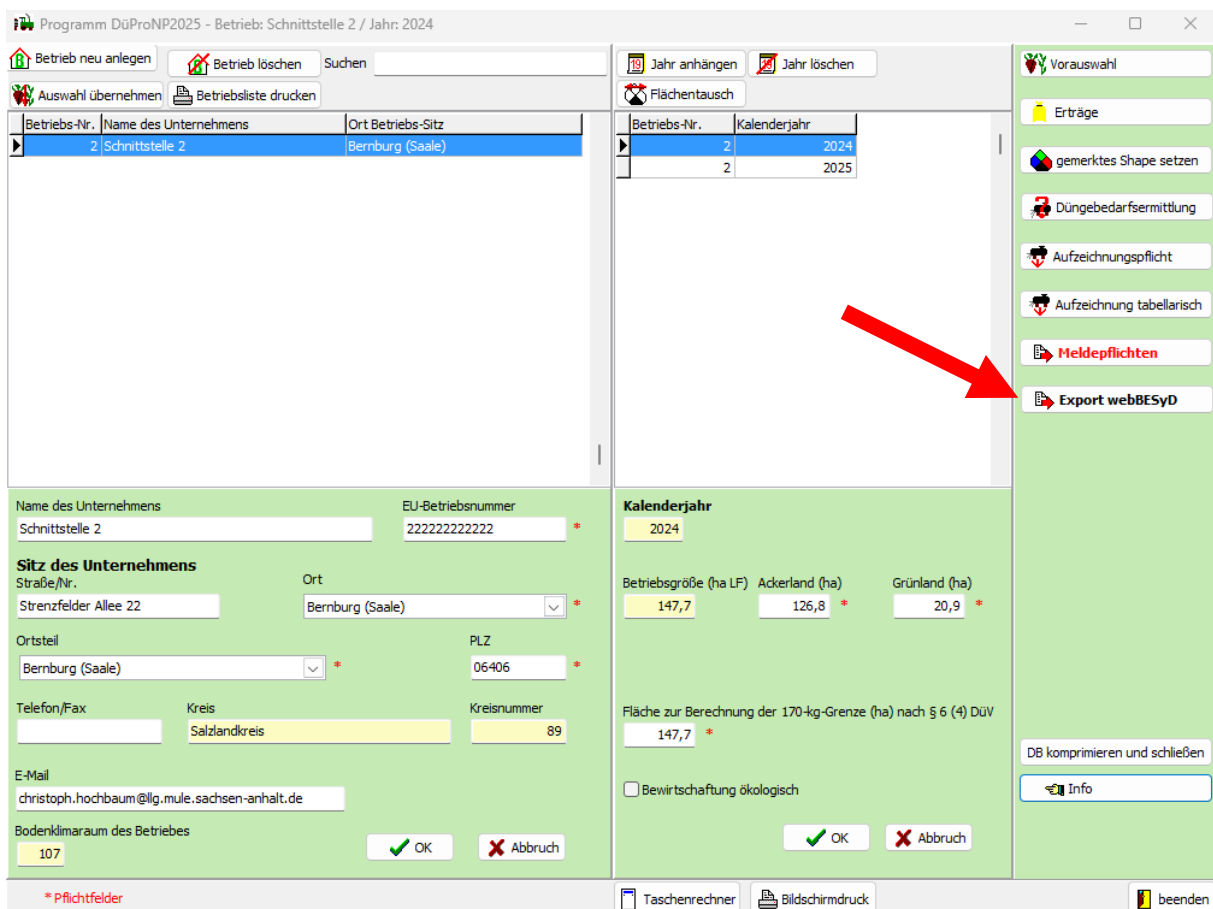 Programm DüProNP2025 - Betrieb: Schnittstelle 2 / Jahr: 2024
Betrieb neu anlegen
Betrieb löschen
Suchen
Auswahl übernehmen
Betriebsliste drucken
Betriebs-Nr. Name des Unternehmens Ort Betriebs-Sitz
2 Schnittstelle 2 Bernburg (Saale)
Jahr anhängen
Jahr löschen
Flächentausch
Betriebs-Nr. Kalenderjahr
2 2024
2 2025
Vorauswahl
Erträge
gemerktes Shape setzen
Düngebedarfsermittlung
Aufzeichnungspflicht
Aufzeichnung tabellarisch
Meldepflichten
Export webBESyD
Name des Unternehmens EU-Betriebsnummer
Schnittstelle 2 222222222222 *
Sitz des Unternehmens
Straße/Nr. Ort
Strenzfelder Allee 22 Bernburg (Saale) *
Ortsteil PLZ
Bernburg (Saale) * 06406 *
Telefon/Fax Kreis Kreisnummer
Salzlandkreis 89
E-Mail
christoph.hochbaum@llg.mule.sachsen-anhalt.de
Bodenklimaraum des Betriebes
107
OK
Abbruch
Kalenderjahr
2024
Betriebsgröße (ha LF) Ackerland (ha) Grünland (ha)
147,7 126,8 * 20,9 *
Fläche zur Berechnung der 170-kg-Grenze (ha) nach § 6 (4) DüV
147,7 *
Bewirtschaftung ökologisch
OK
Abbruch
DB komprimieren und schließen
Info
* Pflichtfelder
Taschenrechner
Bildschirmdruck
beenden